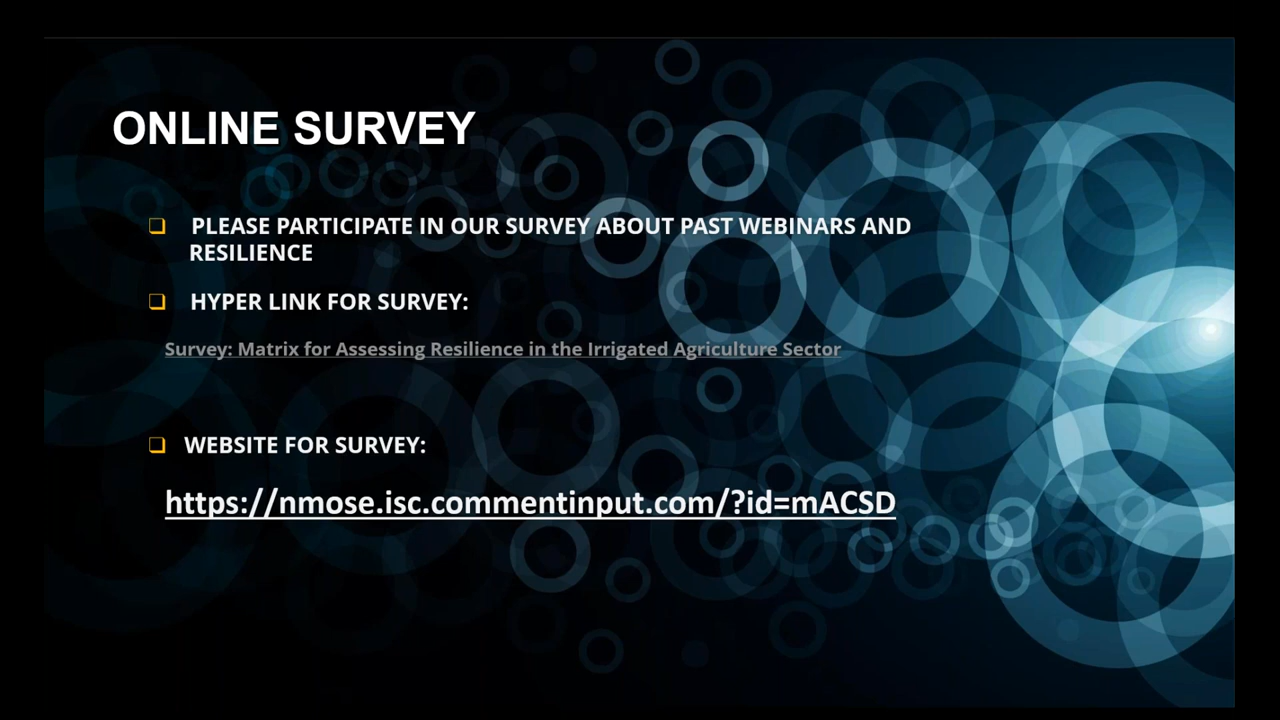 ONLINE SURVEY
❑ PLEASE PARTICIPATE IN OUR SURVEY ABOUT PAST WEBINARS AND
RESILIENCE
❑ HYPER LINK FOR SURVEY:
Survey: Matrix for Assessing Resilience in the Irrigated Agriculture Sector
❑ WEBSITE FOR SURVEY:
https://nmose.isc.commentinput.com/?id=mACSD